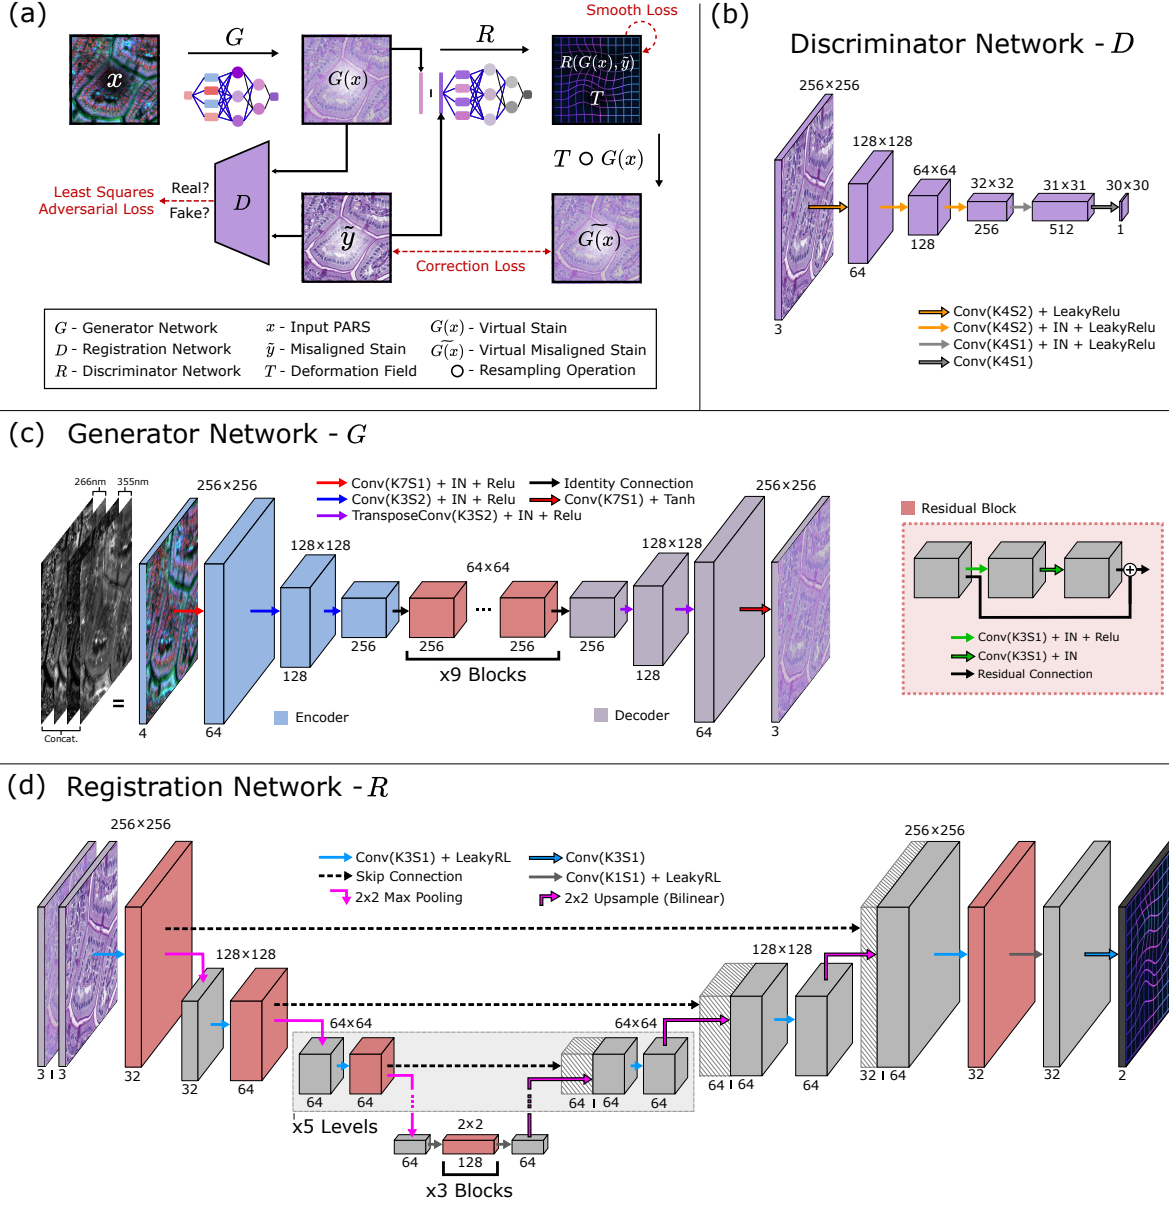 (a)
G
R
Smooth Loss
x
G(x)
R(G(x), ỹ)
T
T ○ G(x)
Least Squares
Adversarial Loss
Real?
Fake?
D
ỹ
G͠(x)
Correction Loss
G - Generator Network
x - Input PARS
G(x) - Virtual Stain
D - Registration Network
ỹ - Misaligned Stain
G͠(x) - Virtual Misaligned Stain
R - Discriminator Network
T - Deformation Field
○ - Resampling Operation
(b)
Discriminator Network - D
256×256
128×128
64×64
32×32
31×31
30×30
3
64
128
256
512
1
Conv(K4S2) + LeakyRelu
Conv(K4S2) + IN + LeakyRelu
Conv(K4S1) + IN + LeakyRelu
Conv(K4S1)
(c) Generator Network - G
266nm
355nm
Concat.
=
Conv(K7S1) + IN + Relu
Identity Connection
Conv(K3S2) + IN + Relu
Conv(K7S1) + Tanh
TransposeConv(K3S2) + IN + Relu
256×256
128×128
64×64
128×128
256×256
4
64
128
256
256
...
256
256
128
64
3
x9 Blocks
Encoder
Decoder
Residual Block
+
Conv(K3S1) + IN + Relu
Conv(K3S1) + IN
Residual Connection
(d) Registration Network - R
256×256
Conv(K3S1) + LeakyRL
Conv(K3S1)
Skip Connection
Conv(K1S1) + LeakyRL
2x2 Max Pooling
2x2 Upsample (Bilinear)
256×256
128×128
128×128
64×64
64×64
3 | 3
32
32
64
64
64
64 | 64
64
64 | 64
64
32 | 64
32
32
2
x5 Levels
2×2
64
128
64
x3 Blocks